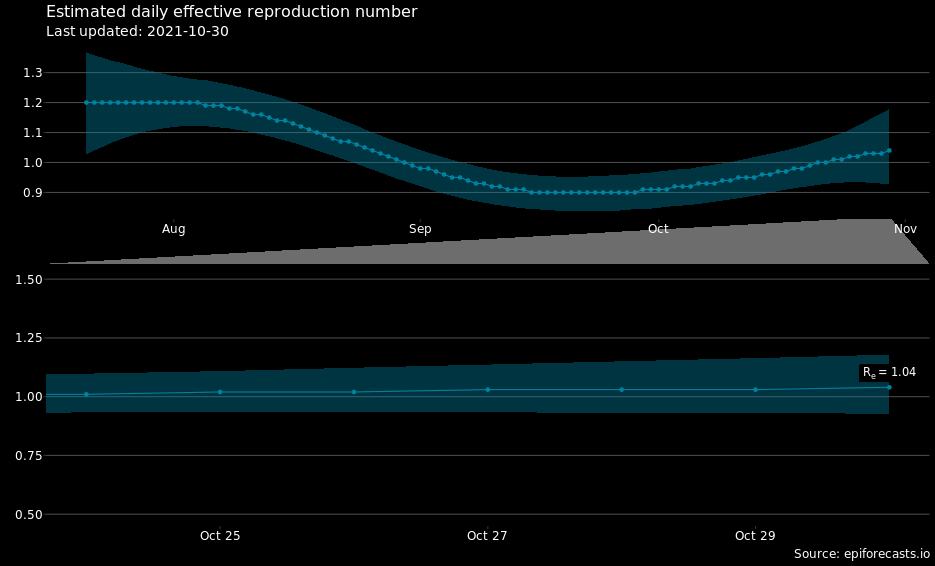 Estimated daily effective reproduction number
Last updated: 2021-10-30
1.3
1.2
1.1
1.0
0.9
Aug Sep Oct Nov
1.50
1.25
1.00
0.75
0.50
Re = 1.04
Oct 25 Oct 27 Oct 29
Source: epiforecasts.io